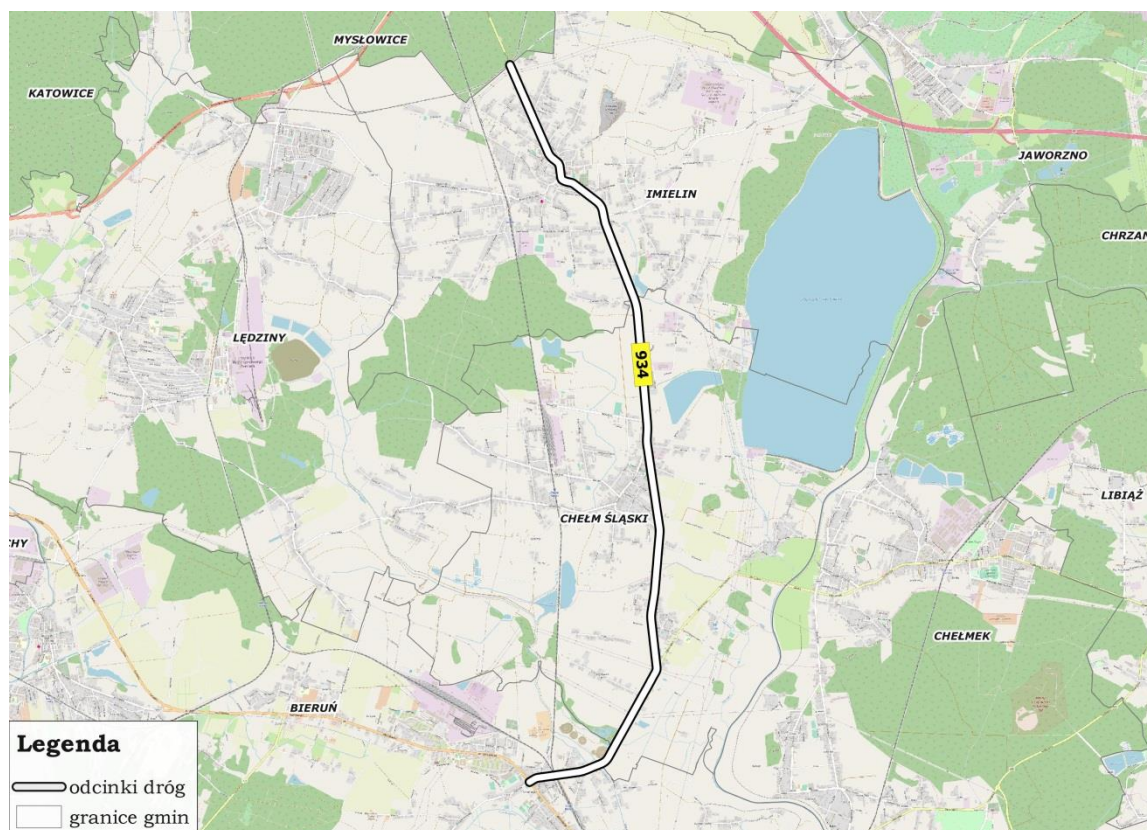 MYSŁOWICE
KATOWICE
JAWORZNO
IMIELIN
CHRZAN
LĘDZINY
934
LIBIĄŻ
CHEŁM ŚLĄSKI
CHY
CHEŁMEK
BIERUŃ
Legenda
odcinki dróg
granice gmin